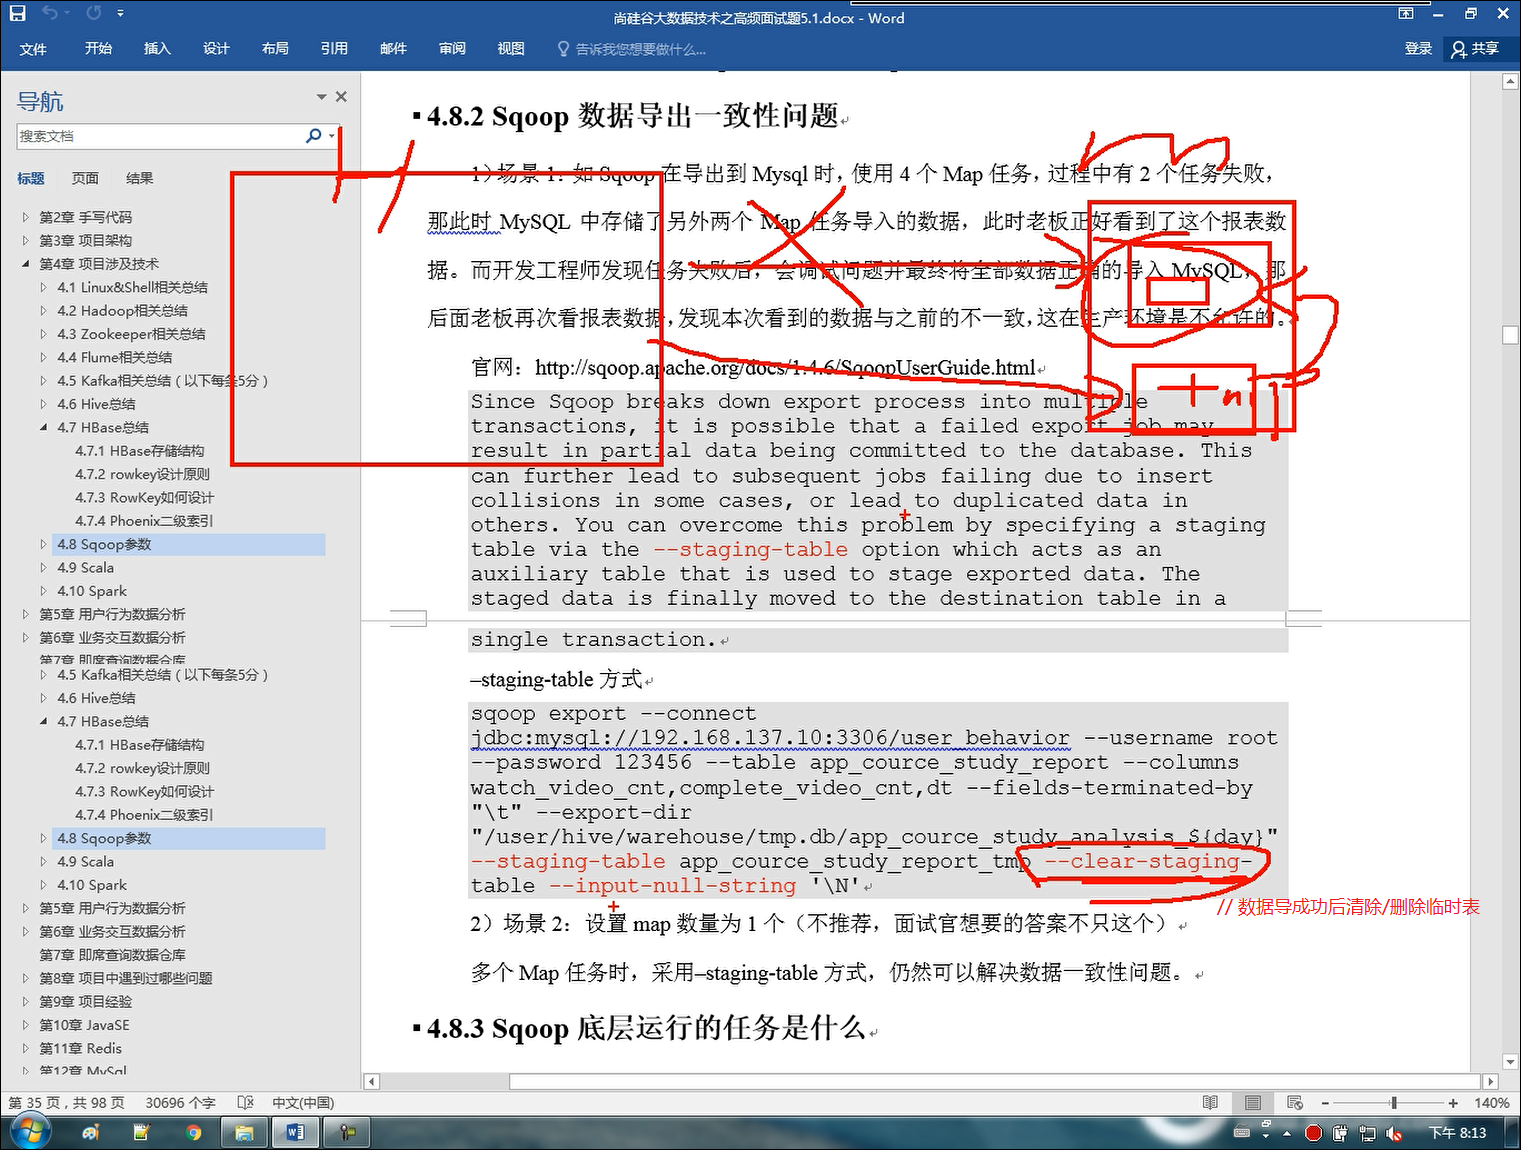 尚硅谷大数据技术之高频面试题5.1.docx - Word
文件 开始 插入 设计 布局 引用 邮件 审阅 视图 告诉我您想要做什么... 登录 共享
导航
搜索文档
标题 页面 结果
第2章 手写代码
第3章 项目架构
第4章 项目涉及技术
4.1 Linux&Shell相关总结
4.2 Hadoop相关总结
4.3 Zookeeper相关总结
4.4 Flume相关总结
4.5 Kafka相关总结（以下每条5分）
4.6 Hive总结
4.7 HBase总结
4.7.1 HBase存储结构
4.7.2 rowkey设计原则
4.7.3 RowKey如何设计
4.7.4 Phoenix二级索引
4.8 Sqoop参数
4.9 Scala
4.10 Spark
第5章 用户行为数据分析
第6章 业务交互数据分析
第7章 即席查询数据仓库
4.5 Kafka相关总结（以下每条5分）
4.6 Hive总结
4.7 HBase总结
4.7.1 HBase存储结构
4.7.2 rowkey设计原则
4.7.3 RowKey如何设计
4.7.4 Phoenix二级索引
4.8 Sqoop参数
4.9 Scala
4.10 Spark
第5章 用户行为数据分析
第6章 业务交互数据分析
第7章 即席查询数据仓库
第8章 项目中遇到过哪些问题
第9章 项目经验
第10章 JavaSE
第11章 Redis
第12章 MySql
4.8.2 Sqoop 数据导出一致性问题
1）场景 1：如 Sqoop 在导出到 Mysql 时，使用 4 个 Map 任务，过程中有 2 个任务失败，
那此时 MySQL 中存储了另外两个 Map 任务导入的数据，此时老板正好看到了这个报表数
据。而开发工程师发现任务失败后，会调试问题并最终将全部数据正确的导入 MySQL，那
后面老板再次看报表数据，发现本次看到的数据与之前的不一致，这在生产环境是不允许的。
官网：http://sqoop.apache.org/docs/1.4.6/SqoopUserGuide.html
Since Sqoop breaks down export process into multiple
transactions, it is possible that a failed export job may
result in partial data being committed to the database. This
can further lead to subsequent jobs failing due to insert
collisions in some cases, or lead to duplicated data in
others. You can overcome this problem by specifying a staging
table via the --staging-table option which acts as an
auxiliary table that is used to stage exported data. The
staged data is finally moved to the destination table in a
single transaction.
–staging-table 方式
sqoop export --connect
jdbc:mysql://192.168.137.10:3306/user_behavior --username root
--password 123456 --table app_cource_study_report --columns
watch_video_cnt,complete_video_cnt,dt --fields-terminated-by
"\t" --export-dir
"/user/hive/warehouse/tmp.db/app_cource_study_analysis_${day}"
--staging-table app_cource_study_report_tmp --clear-staging-
table --input-null-string '\N'
// 数据导成功后清除/删除临时表
2）场景 2：设置 map 数量为 1 个（不推荐，面试官想要的答案不只这个）
多个 Map 任务时，采用–staging-table 方式，仍然可以解决数据一致性问题。
4.8.3 Sqoop 底层运行的任务是什么
第 35 页，共 98 页 30696 个字 中文(中国) 140%
下午 8:13